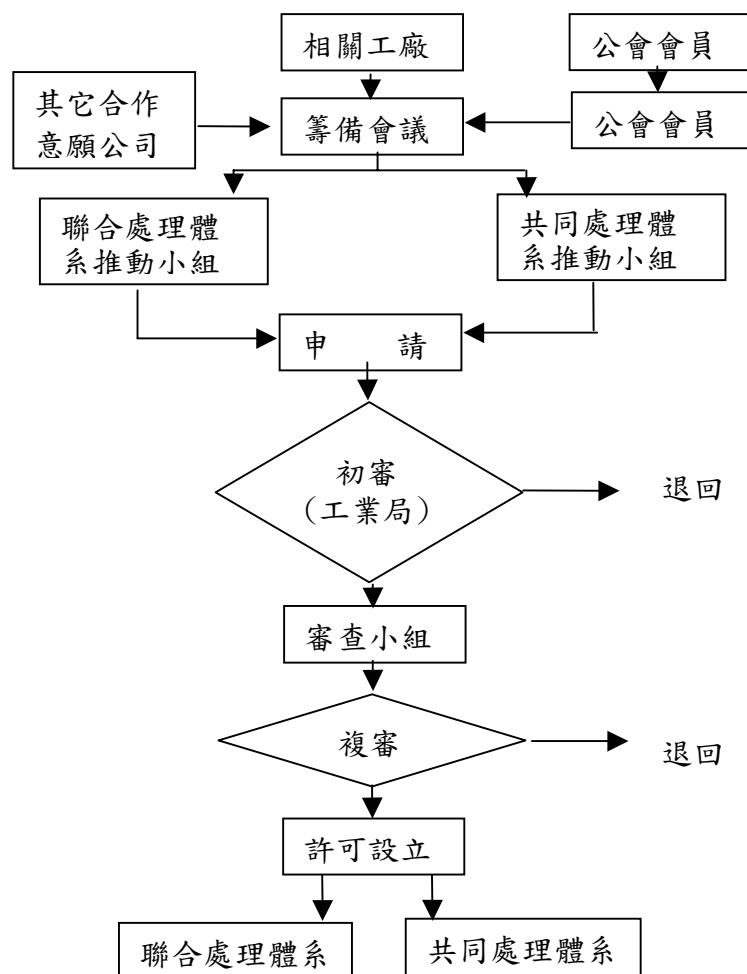 相關工廠
公會會員
其它合作
意願公司
籌備會議
公會會員
聯合處理體
系推動小組
共同處理體
系推動小組
申 請
初審
（工業局）
退回
審查小組
複審
退回
許可設立
聯合處理體系
共同處理體系